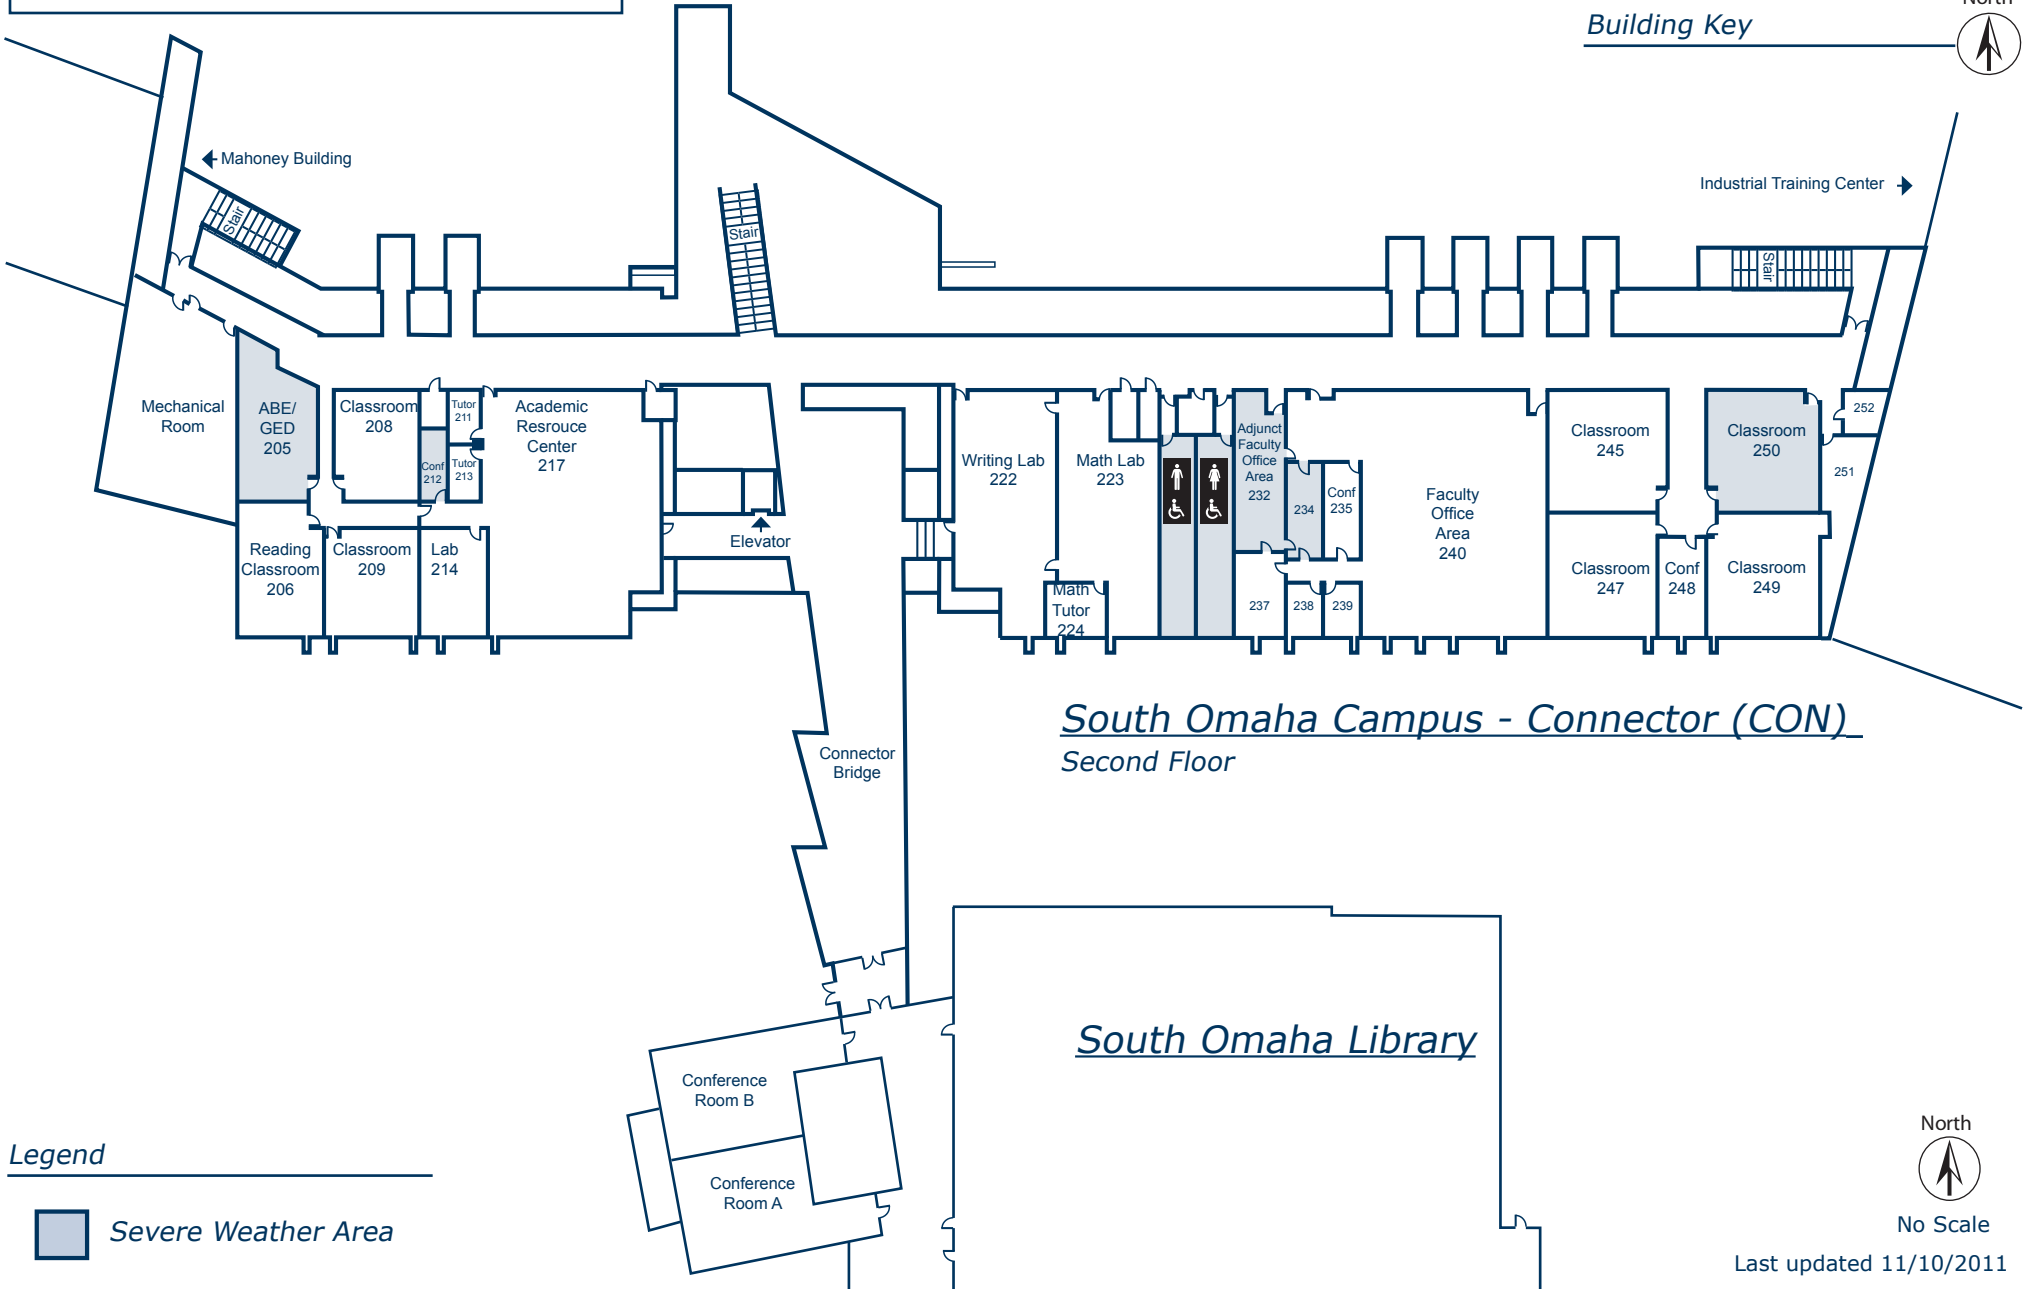 North
Building Key
Mahoney Building
Industrial Training Center
Stair
Stair
Stair
Mechanical
Room
ABE/
GED
205
Classroom
208
Tutor
211
Conf
212
Tutor
213
Academic
Resrouce
Center
217
Reading
Classroom
206
Classroom
209
Lab
214
Elevator
Writing Lab
222
Math Lab
223
Math
Tutor
224
Adjunct
Faculty
Office
Area
232
234
Conf
235
237
238
239
Faculty
Office
Area
240
Classroom
245
Classroom
247
Conf
248
Classroom
250
Classroom
249
252
251
South Omaha Campus - Connector (CON)
Second Floor
Connector
Bridge
South Omaha Library
Conference
Room B
Conference
Room A
Legend
Severe Weather Area
North
No Scale
Last updated 11/10/2011